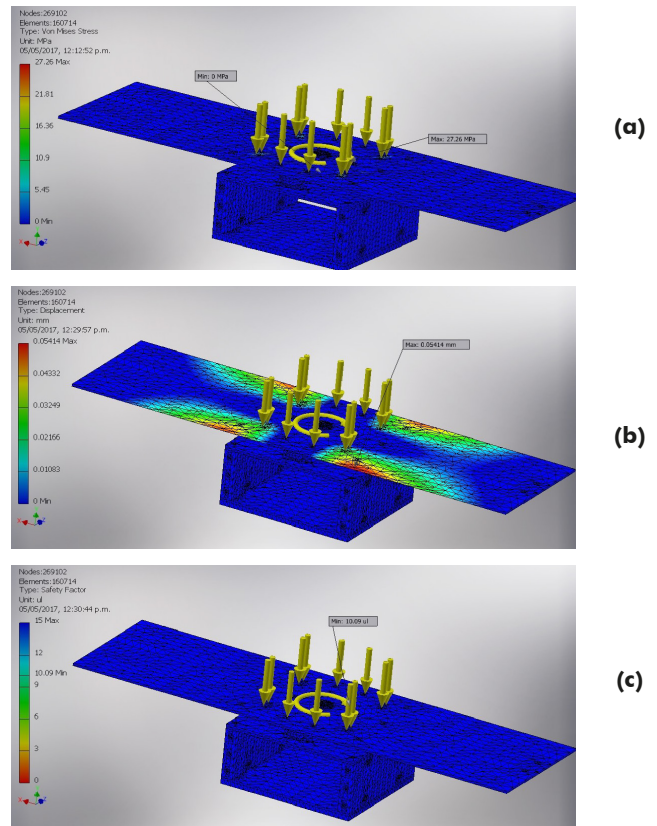 Nodes:269102
Elements:160714
Type: Von Mises Stress
Unit: MPa
05/05/2017, 12:12:52 p.m.
27.26 Max
21.81
16.36
10.9
5.45
0 Min
Min: 0 MPa
Max: 27.26 MPa
(a)
Nodes:269102
Elements:160714
Type: Displacement
Unit: mm
05/05/2017, 12:29:57 p.m.
0.05414 Max
0.04332
0.03249
0.02166
0.01083
0 Min
Max: 0.05414 mm
(b)
Nodes:269102
Elements:160714
Type: Safety Factor
Unit: ul
05/05/2017, 12:30:44 p.m.
15 Max
12
10.09 Min
9
6
3
0
Min: 10.09 ul
(c)